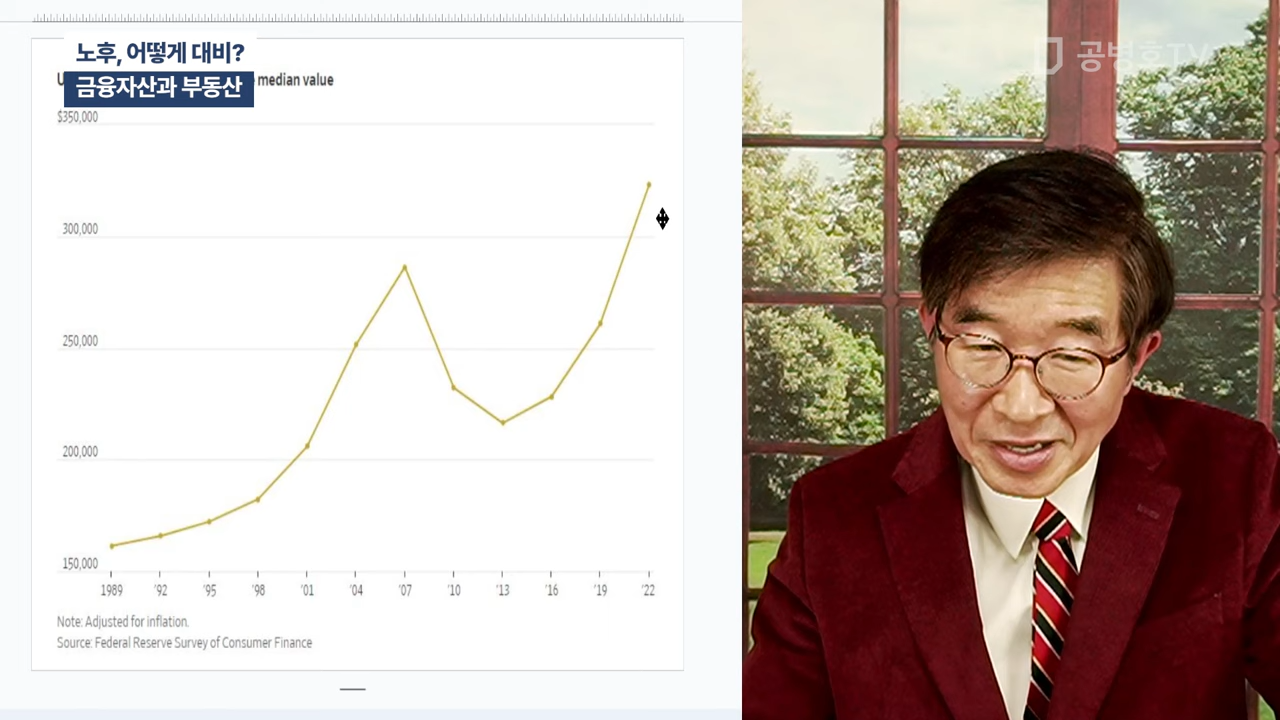 노후, 어떻게 대비?
금융자산과 부동산
U
median value
공병호TV
$350,000
300,000
250,000
200,000
150,000
1989 '92 '95 '98 '01 '04 '07 '10 '13 '16 '19 '22
Note: Adjusted for inflation.
Source: Federal Reserve Survey of Consumer Finance